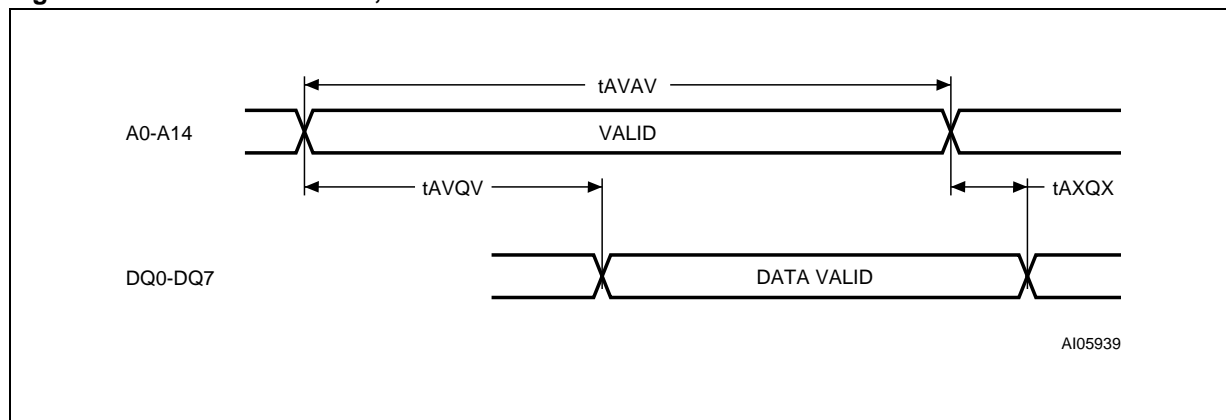 tAVAV
A0-A14
VALID
tAVQV
tAXQX
DQ0-DQ7
DATA VALID
AI05939